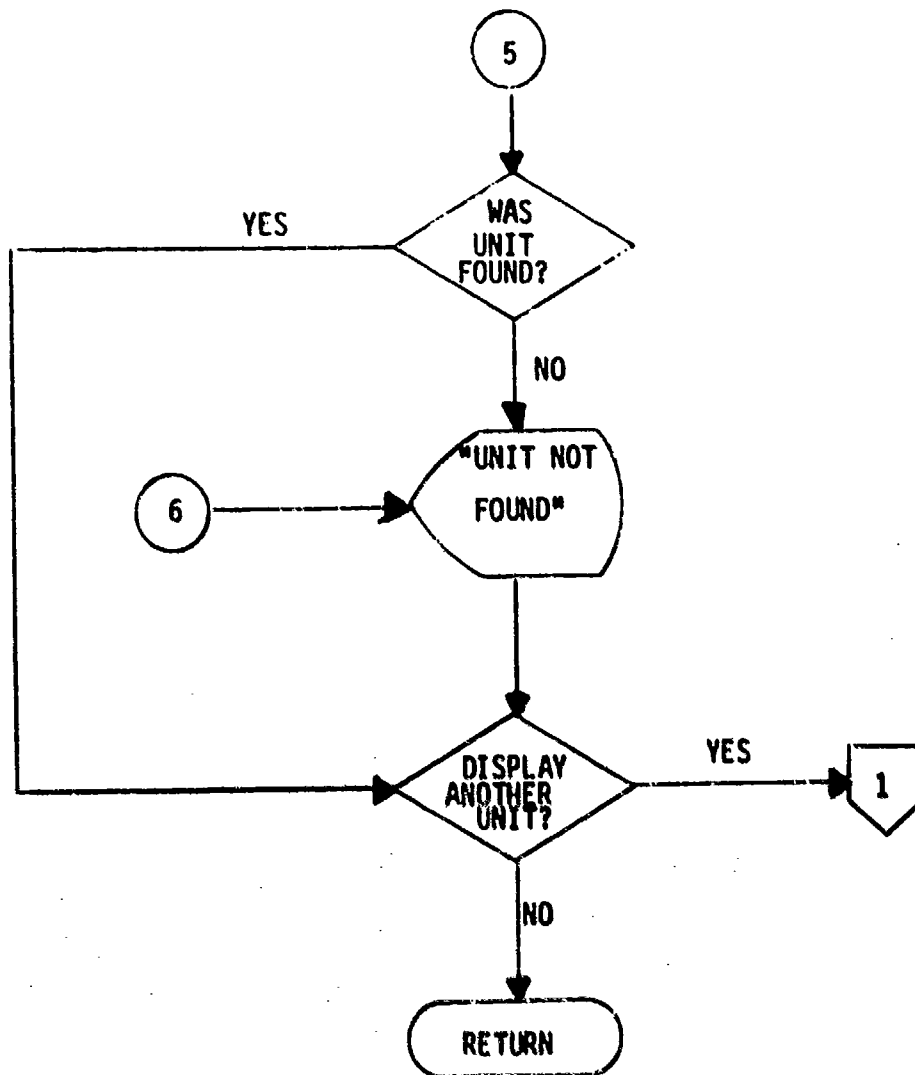 5
WAS
UNIT
FOUND?
YES
NO
"UNIT NOT
FOUND"
6
DISPLAY
ANOTHER
UNIT?
YES
1
NO
RETURN